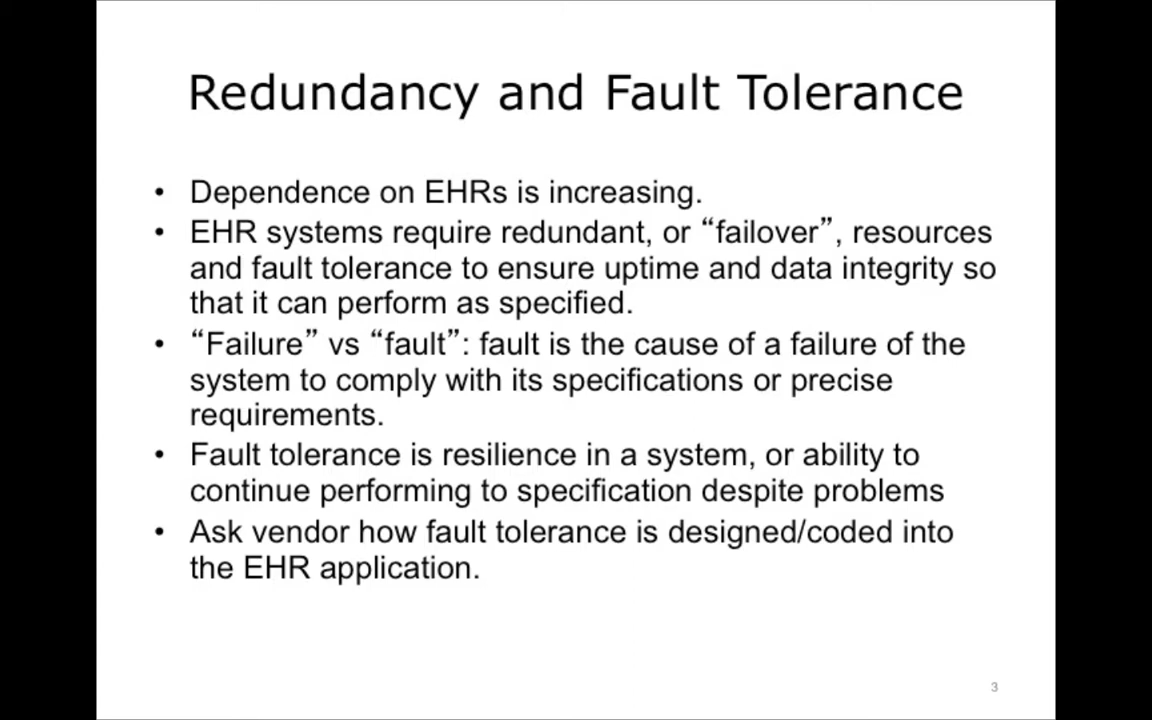 Redundancy and Fault Tolerance
• Dependence on EHRs is increasing.
• EHR systems require redundant, or “failover”, resources
and fault tolerance to ensure uptime and data integrity so
that it can perform as specified.
• “Failure” vs “fault”: fault is the cause of a failure of the
system to comply with its specifications or precise
requirements.
• Fault tolerance is resilience in a system, or ability to
continue performing to specification despite problems
• Ask vendor how fault tolerance is designed/coded into
the EHR application.
3